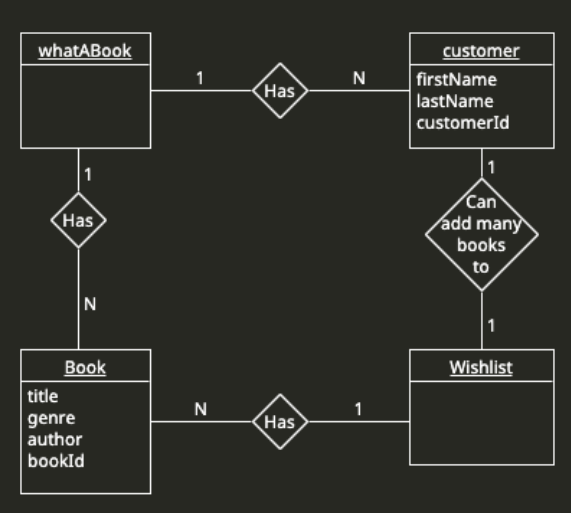 whatABook
1
Has
N
customer
firstName
lastName
customerId
1
Has
N
1
Can
add many
books
to
1
Book
title
genre
author
bookId
N
Has
1
Wishlist